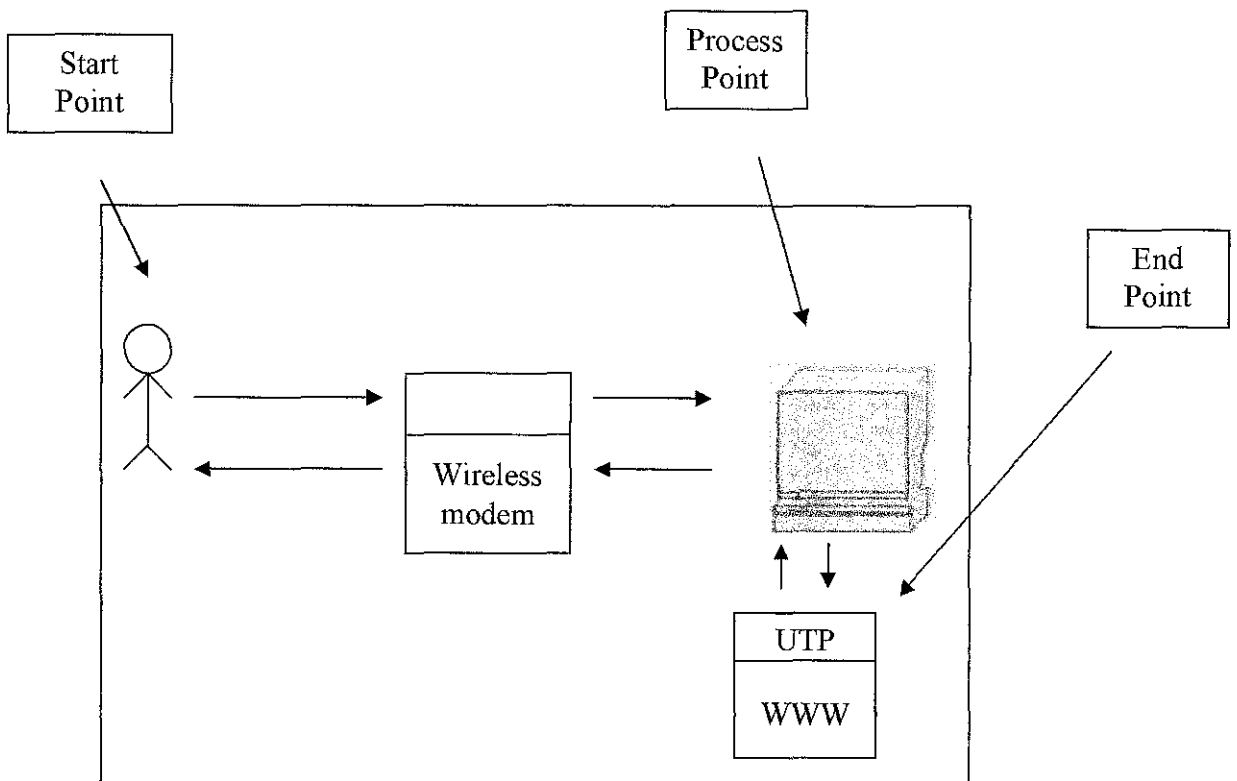 Start
Point
Process
Point
End
Point
Wireless
modem
UTP
WWW